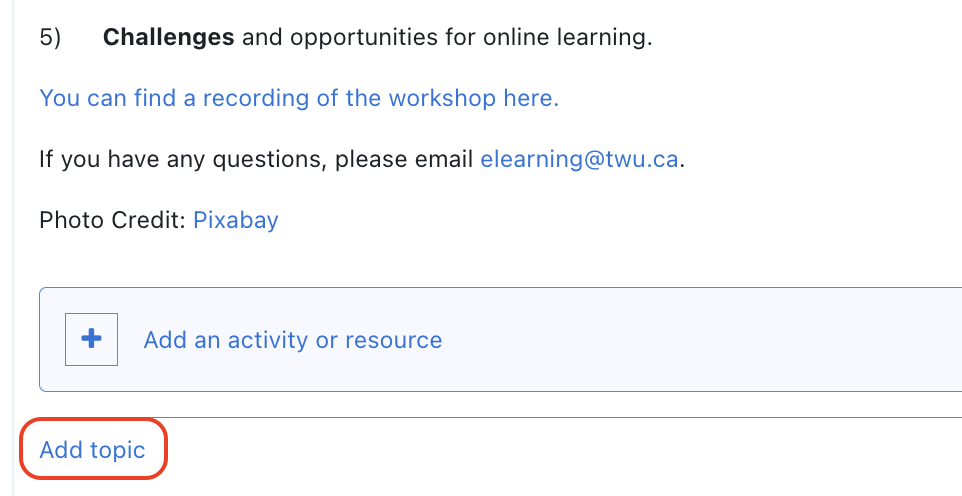 5) Challenges and opportunities for online learning.
You can find a recording of the workshop here.
If you have any questions, please email elearning@twu.ca.
Photo Credit: Pixabay
Add an activity or resource
Add topic